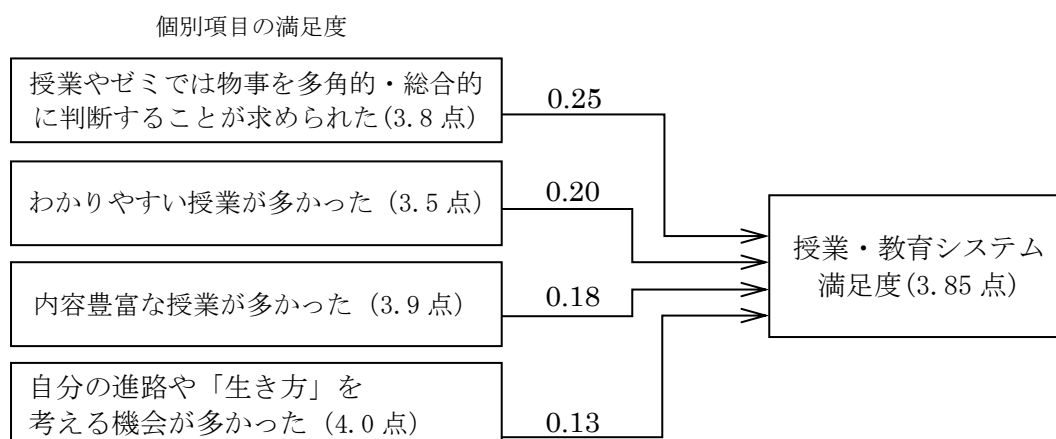 個別項目の満足度
授業やゼミでは物事を多角的・総合的
に判断することが求められた(3.8 点)
0.25
わかりやすい授業が多かった (3.5 点)
0.20
内容豊富な授業が多かった (3.9 点)
0.18
自分の進路や「生き方」を
考える機会が多かった (4.0 点)
0.13
授業・教育システム
満足度(3.85 点)